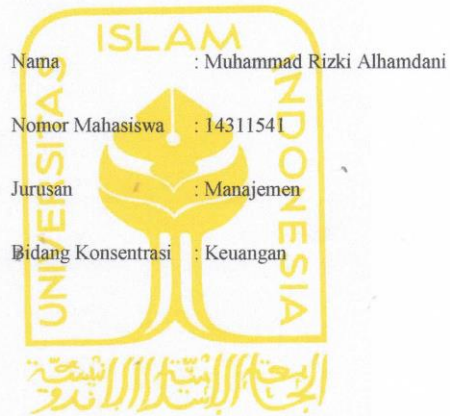 ISLAM
UNIVERSITAS
INDONESIA
Nama : Muhammad Rizki Alhamdani
Nomor Mahasiswa : 14311541
Jurusan : Manajemen
Bidang Konsentrasi : Keuangan